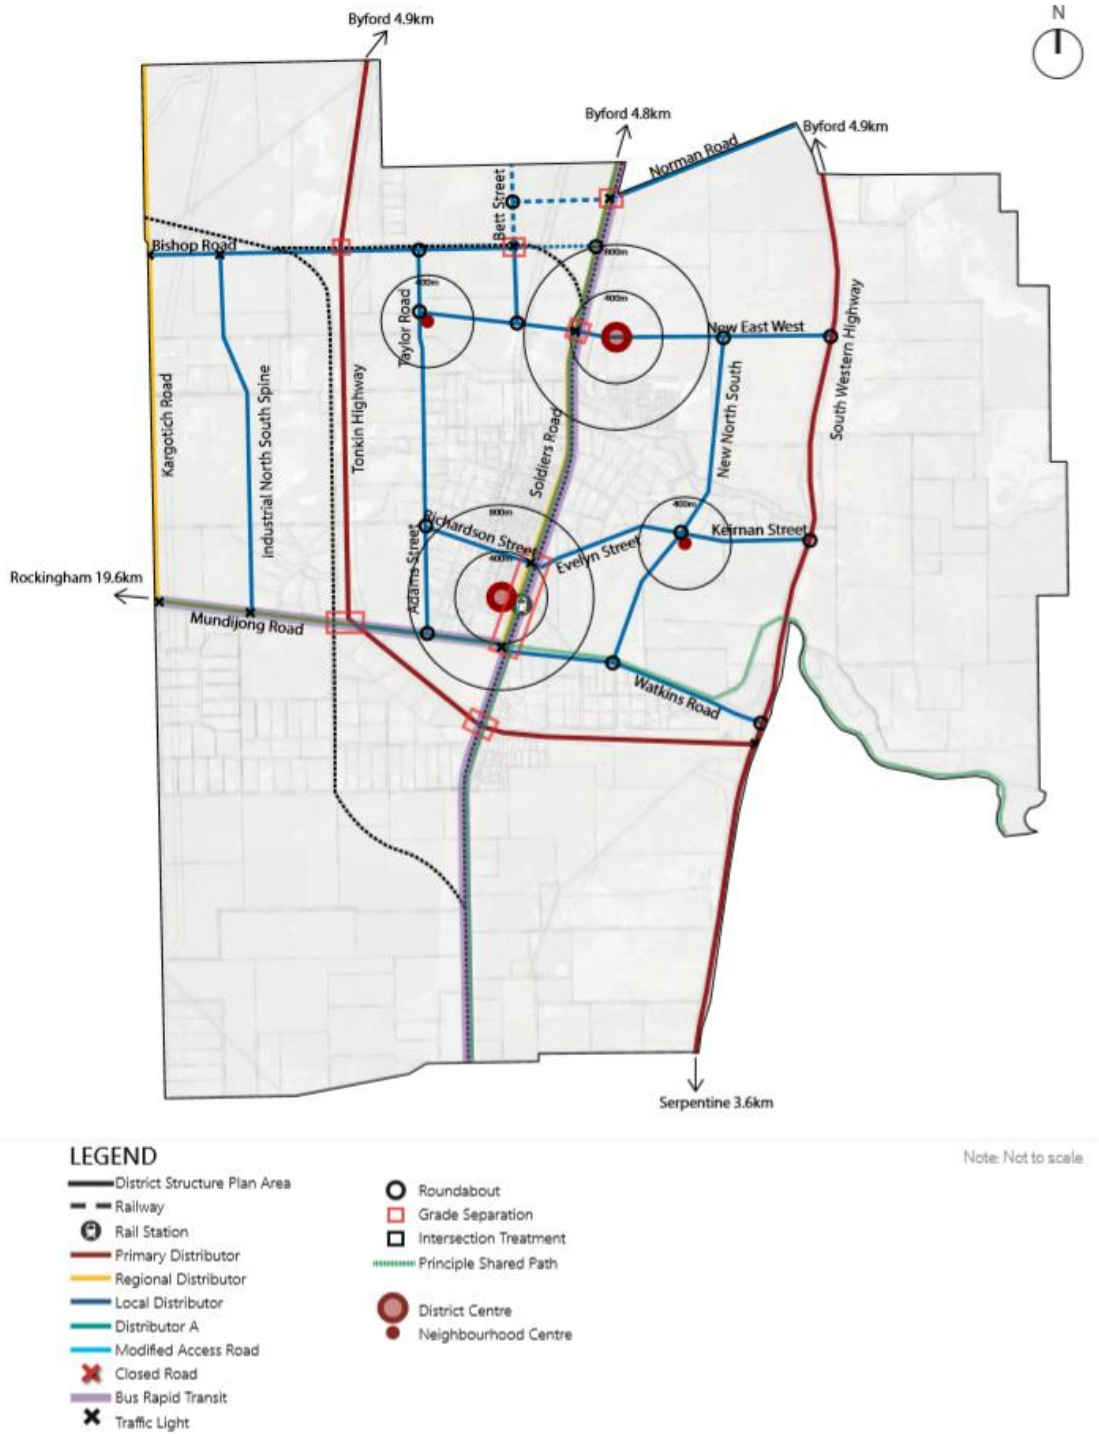 Byford 4.9km
N
Byford 4.8km
Byford 4.9km
Norman Road
Bett Street
Bishop Road
800m
400m
400m
Taylor Road
New East West
South Western Highway
Kargotich Road
Industrial North South Spine
Tonkin Highway
Soldiers Road
New North South
800m
400m
Richardson Street
Keirnan Street
Adams Street
Evelyn Street
400m
Rockingham 19.6km
Mundijong Road
Watkins Road
Serpentine 3.6km
Note: Not to scale
LEGEND
District Structure Plan Area
Railway
Rail Station
Primary Distributor
Regional Distributor
Local Distributor
Distributor A
Modified Access Road
Closed Road
Bus Rapid Transit
Traffic Light
Roundabout
Grade Separation
Intersection Treatment
Principle Shared Path
District Centre
Neighbourhood Centre